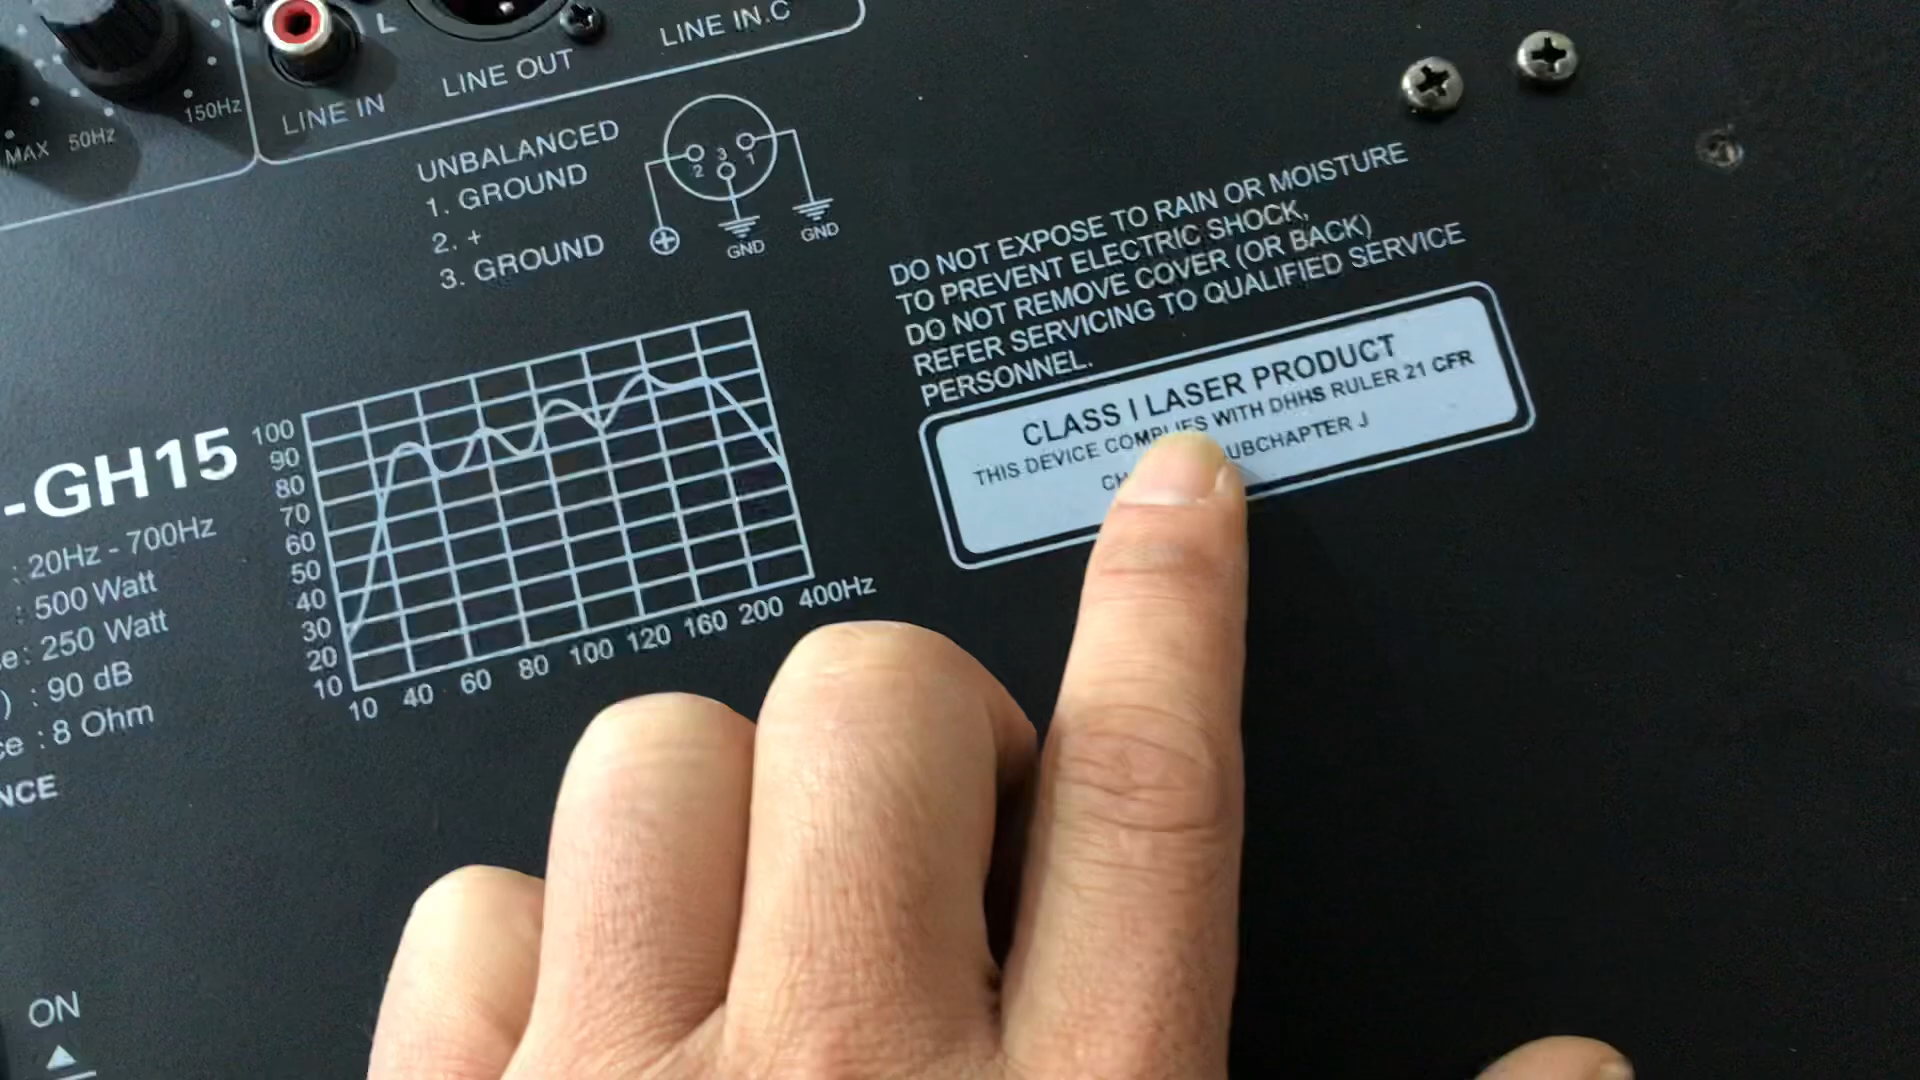 L
LINE IN
LINE OUT
LINE IN.C
MAX
50Hz
150Hz
UNBALANCED
1. GROUND
2. +
3. GROUND
2
3
1
GND
GND
DO NOT EXPOSE TO RAIN OR MOISTURE
TO PREVENT ELECTRIC SHOCK,
DO NOT REMOVE COVER (OR BACK)
REFER SERVICING TO QUALIFIED SERVICE
PERSONNEL.
CLASS I LASER PRODUCT
THIS DEVICE COMPLIES WITH DHHS RULER 21 CFR
UBCHAPTER J
-GH15
: 20Hz - 700Hz
: 500 Watt
e: 250 Watt
) : 90 dB
ce : 8 Ohm
NCE
100
90
80
70
60
50
40
30
20
10
10 40 60 80 100 120 160 200 400Hz
ON